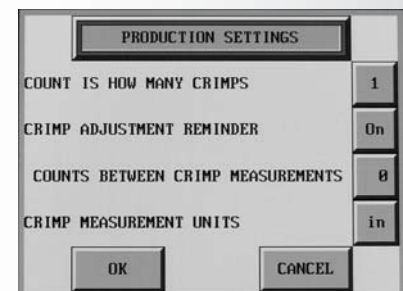 PRODUCTION SETTINGS
COUNT IS HOW MANY CRIMPS 1
CRIMP ADJUSTMENT REMINDER On
COUNTS BETWEEN CRIMP MEASUREMENTS 0
CRIMP MEASUREMENT UNITS in
OK CANCEL